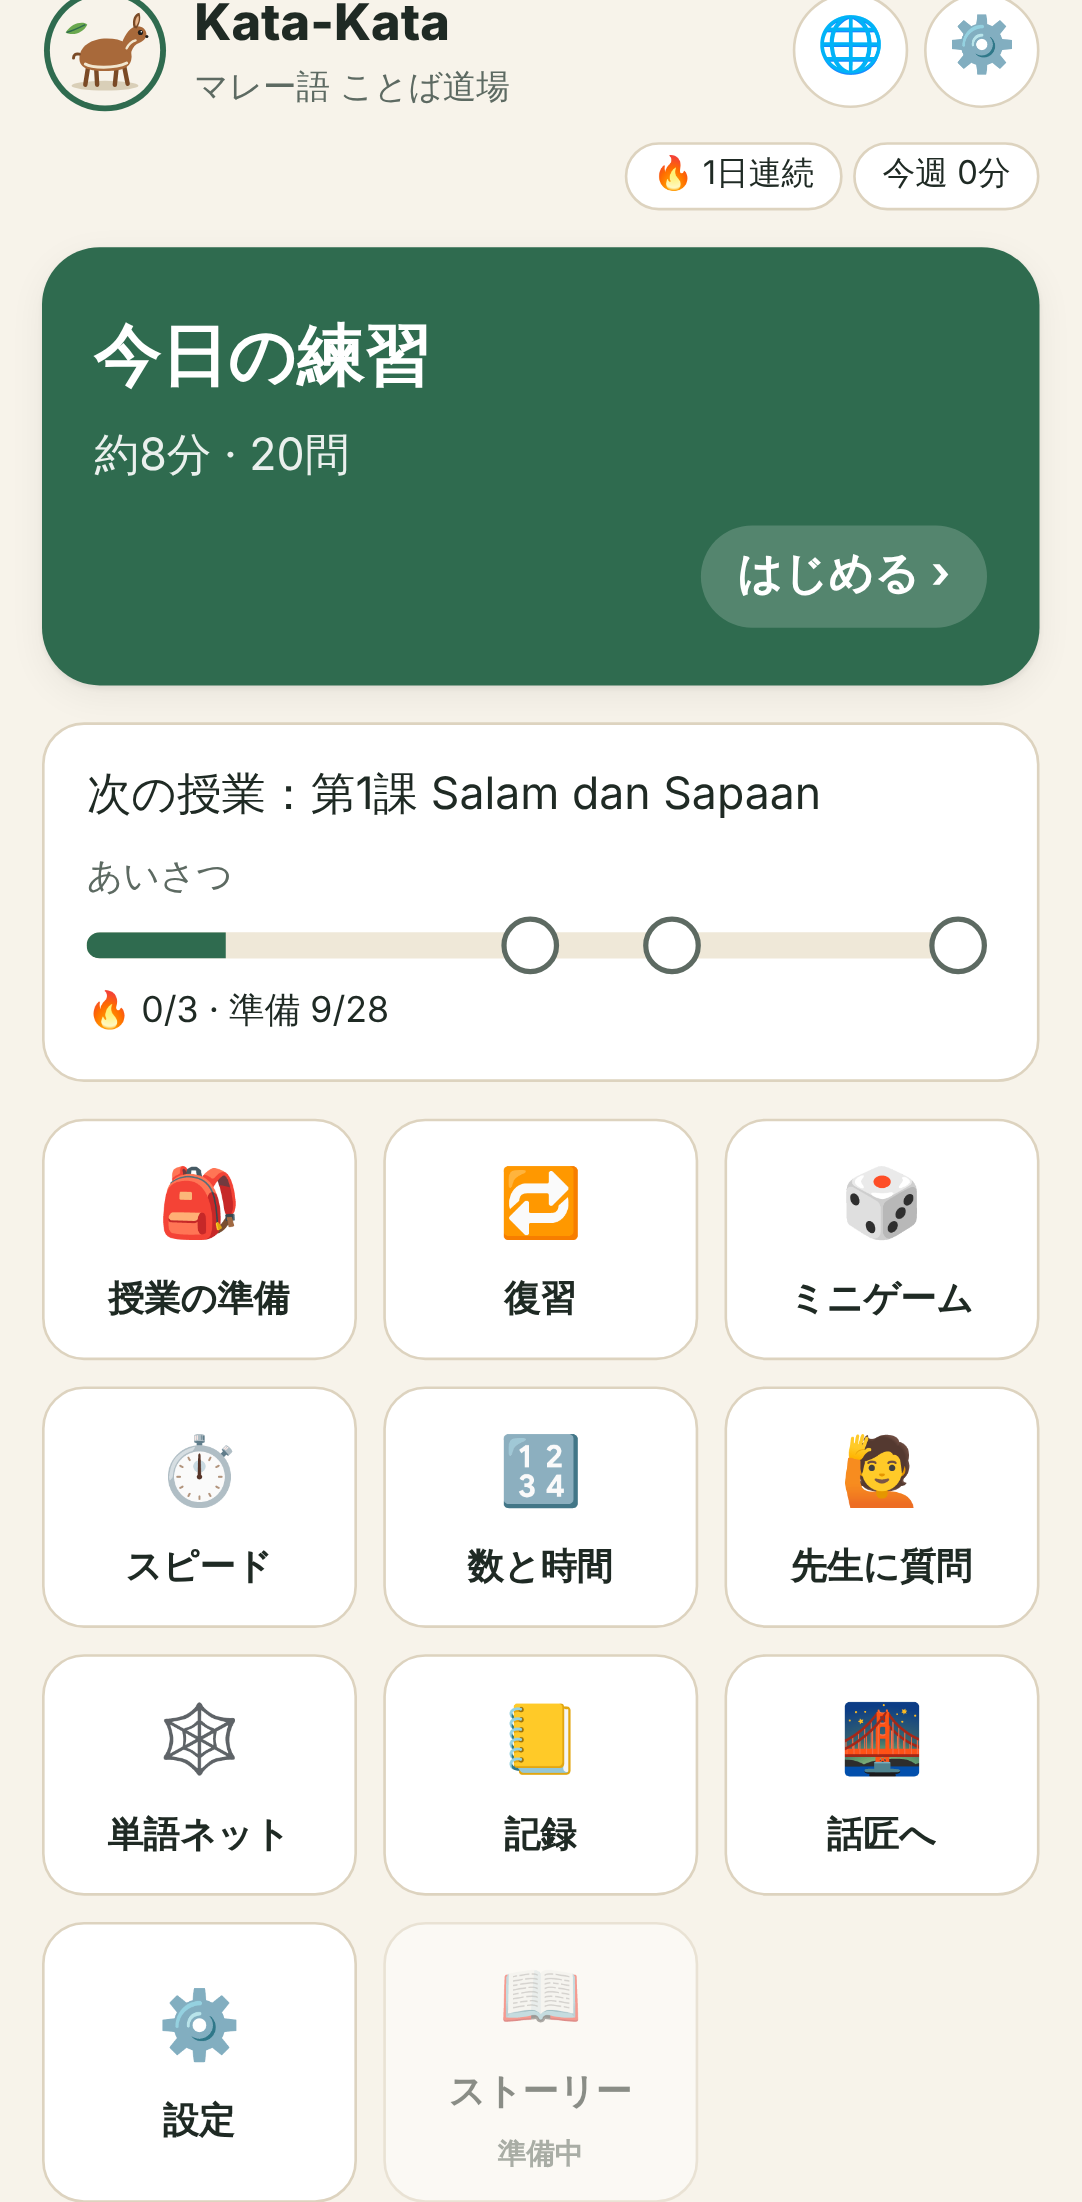 Kata-Kata
マレー語 ことば道場
🔥 1日連続
今週 0分
今日の練習
約8分 · 20問
はじめる ›
次の授業：第1課 Salam dan Sapaan
あいさつ
🔥 0/3 · 準備 9/28
授業の準備
復習
ミニゲーム
スピード
1 2 3 4
数と時間
先生に質問
単語ネット
記録
話匠へ
設定
ストーリー
準備中